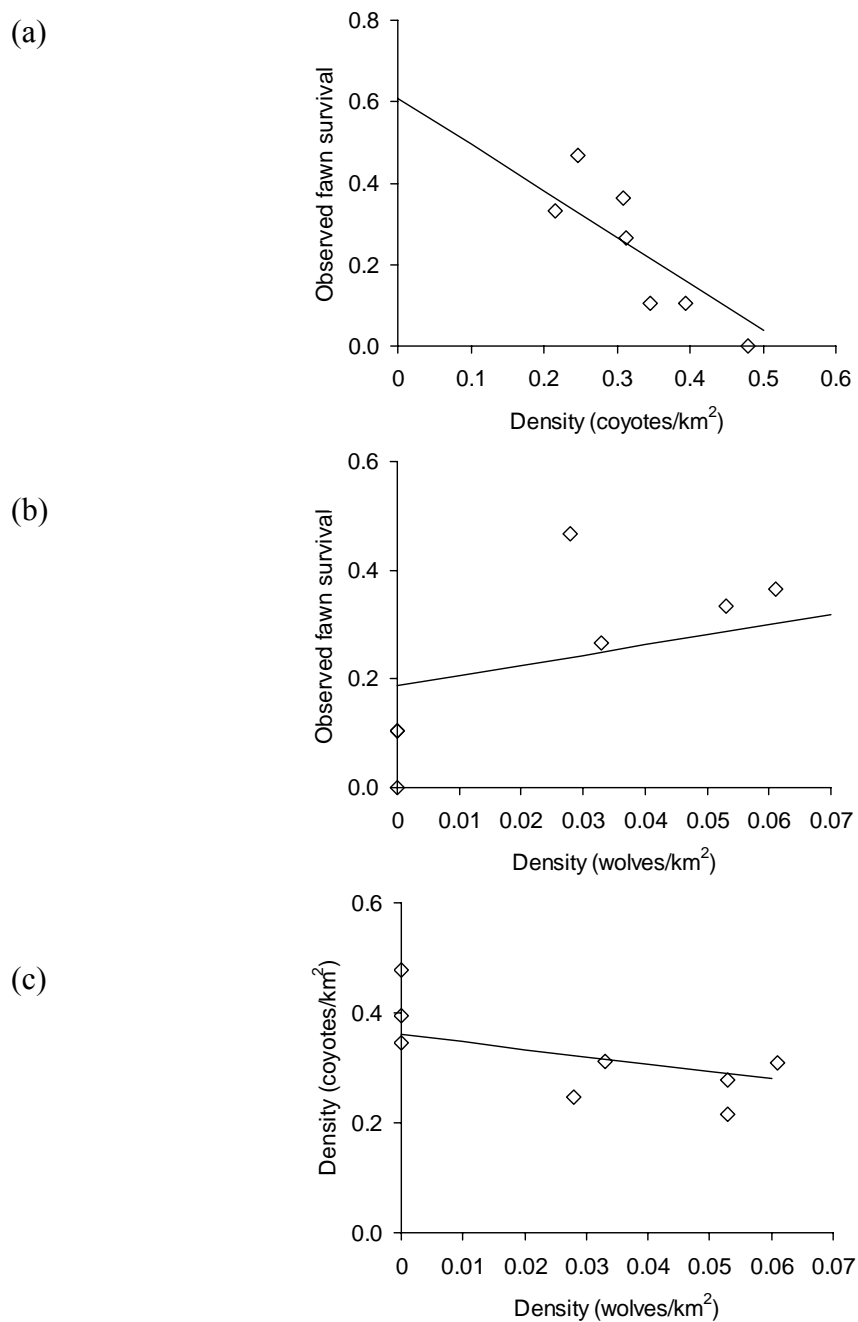 (a)
Observed fawn survival
0.8
0.6
0.4
0.2
0.0
0 0.1 0.2 0.3 0.4 0.5 0.6
Density (coyotes/km²)
(b)
Observed fawn survival
0.6
0.4
0.2
0.0
0 0.01 0.02 0.03 0.04 0.05 0.06 0.07
Density (wolves/km²)
(c)
Density (coyotes/km²)
0.6
0.4
0.2
0.0
0 0.01 0.02 0.03 0.04 0.05 0.06 0.07
Density (wolves/km²)